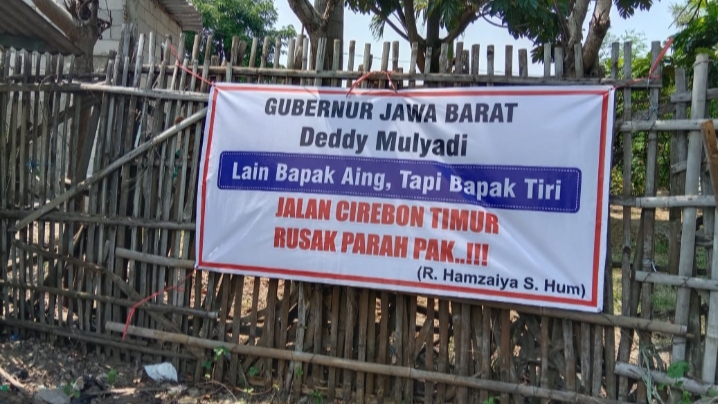 GUBERNUR JAWA BARAT
Deddy Mulyadi
Lain Bapak Aing, Tapi Bapak Tiri
JALAN CIREBON TIMUR
RUSAK PARAH PAK..!!!
(R. Hamzaiya S. Hum)